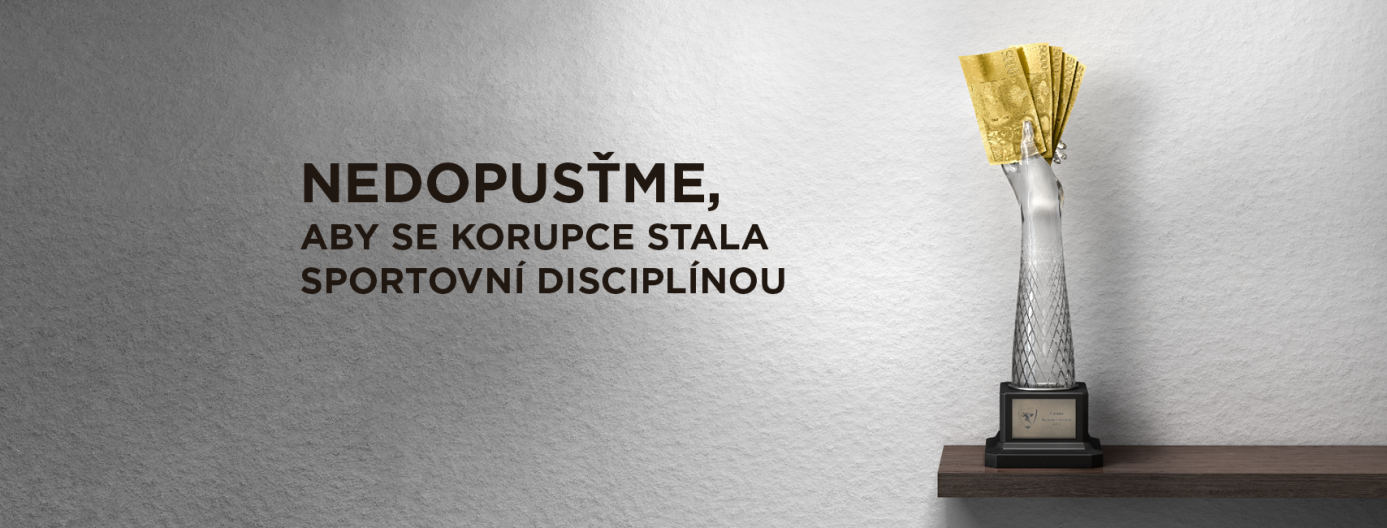 NEDOPUSŤME,
ABY SE KORUPCE STALA
SPORTOVNÍ DISCIPLÍNOU